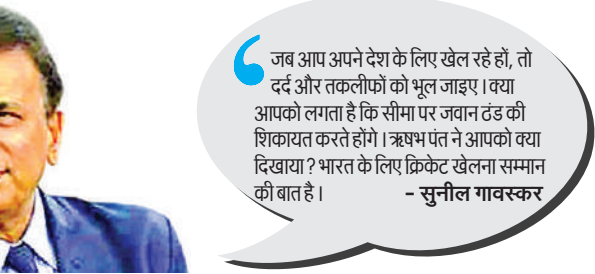 जब आप अपने देश के लिए खेल रहे हों, तो
दर्द और तकलीफों को भूल जाइए। क्या
आपको लगता है कि सीमा पर जवान ठंड की
शिकायत करते होंगे। ऋषभ पंत ने आपको क्या
दिखाया? भारत के लिए क्रिकेट खेलना सम्मान
की बात है। - सुनील गावस्कर